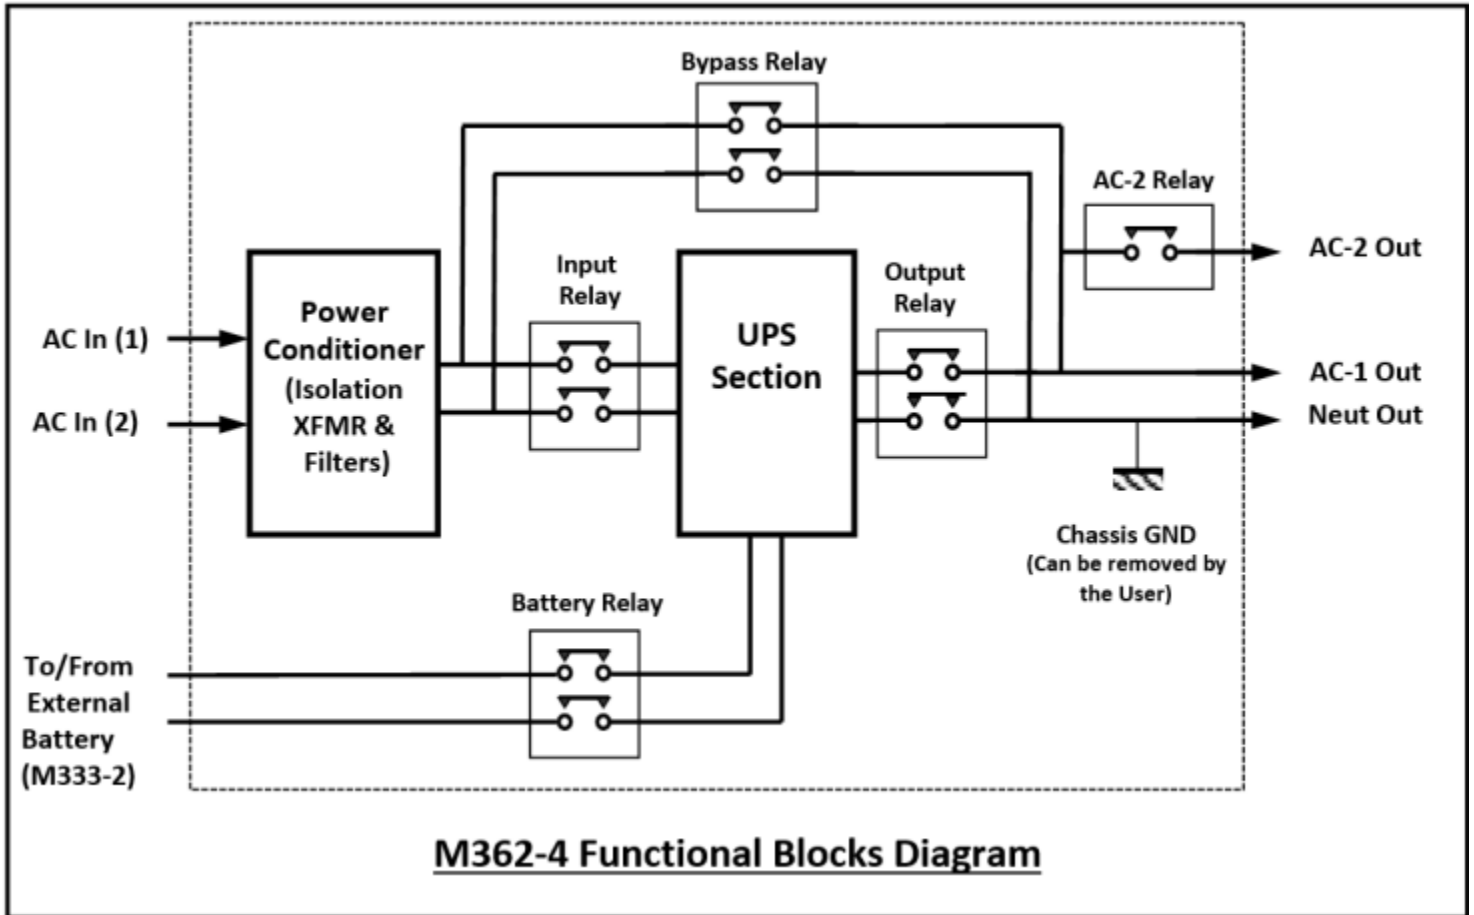 Bypass Relay
AC-2 Relay
AC-2 Out
Input
Relay
Output
Relay
Power
Conditioner
(Isolation
XFMR &
Filters)
UPS
Section
AC In (1)
AC In (2)
AC-1 Out
Neut Out
Chassis GND
(Can be removed by
the User)
Battery Relay
To/From
External
Battery
(M333-2)
M362-4 Functional Blocks Diagram